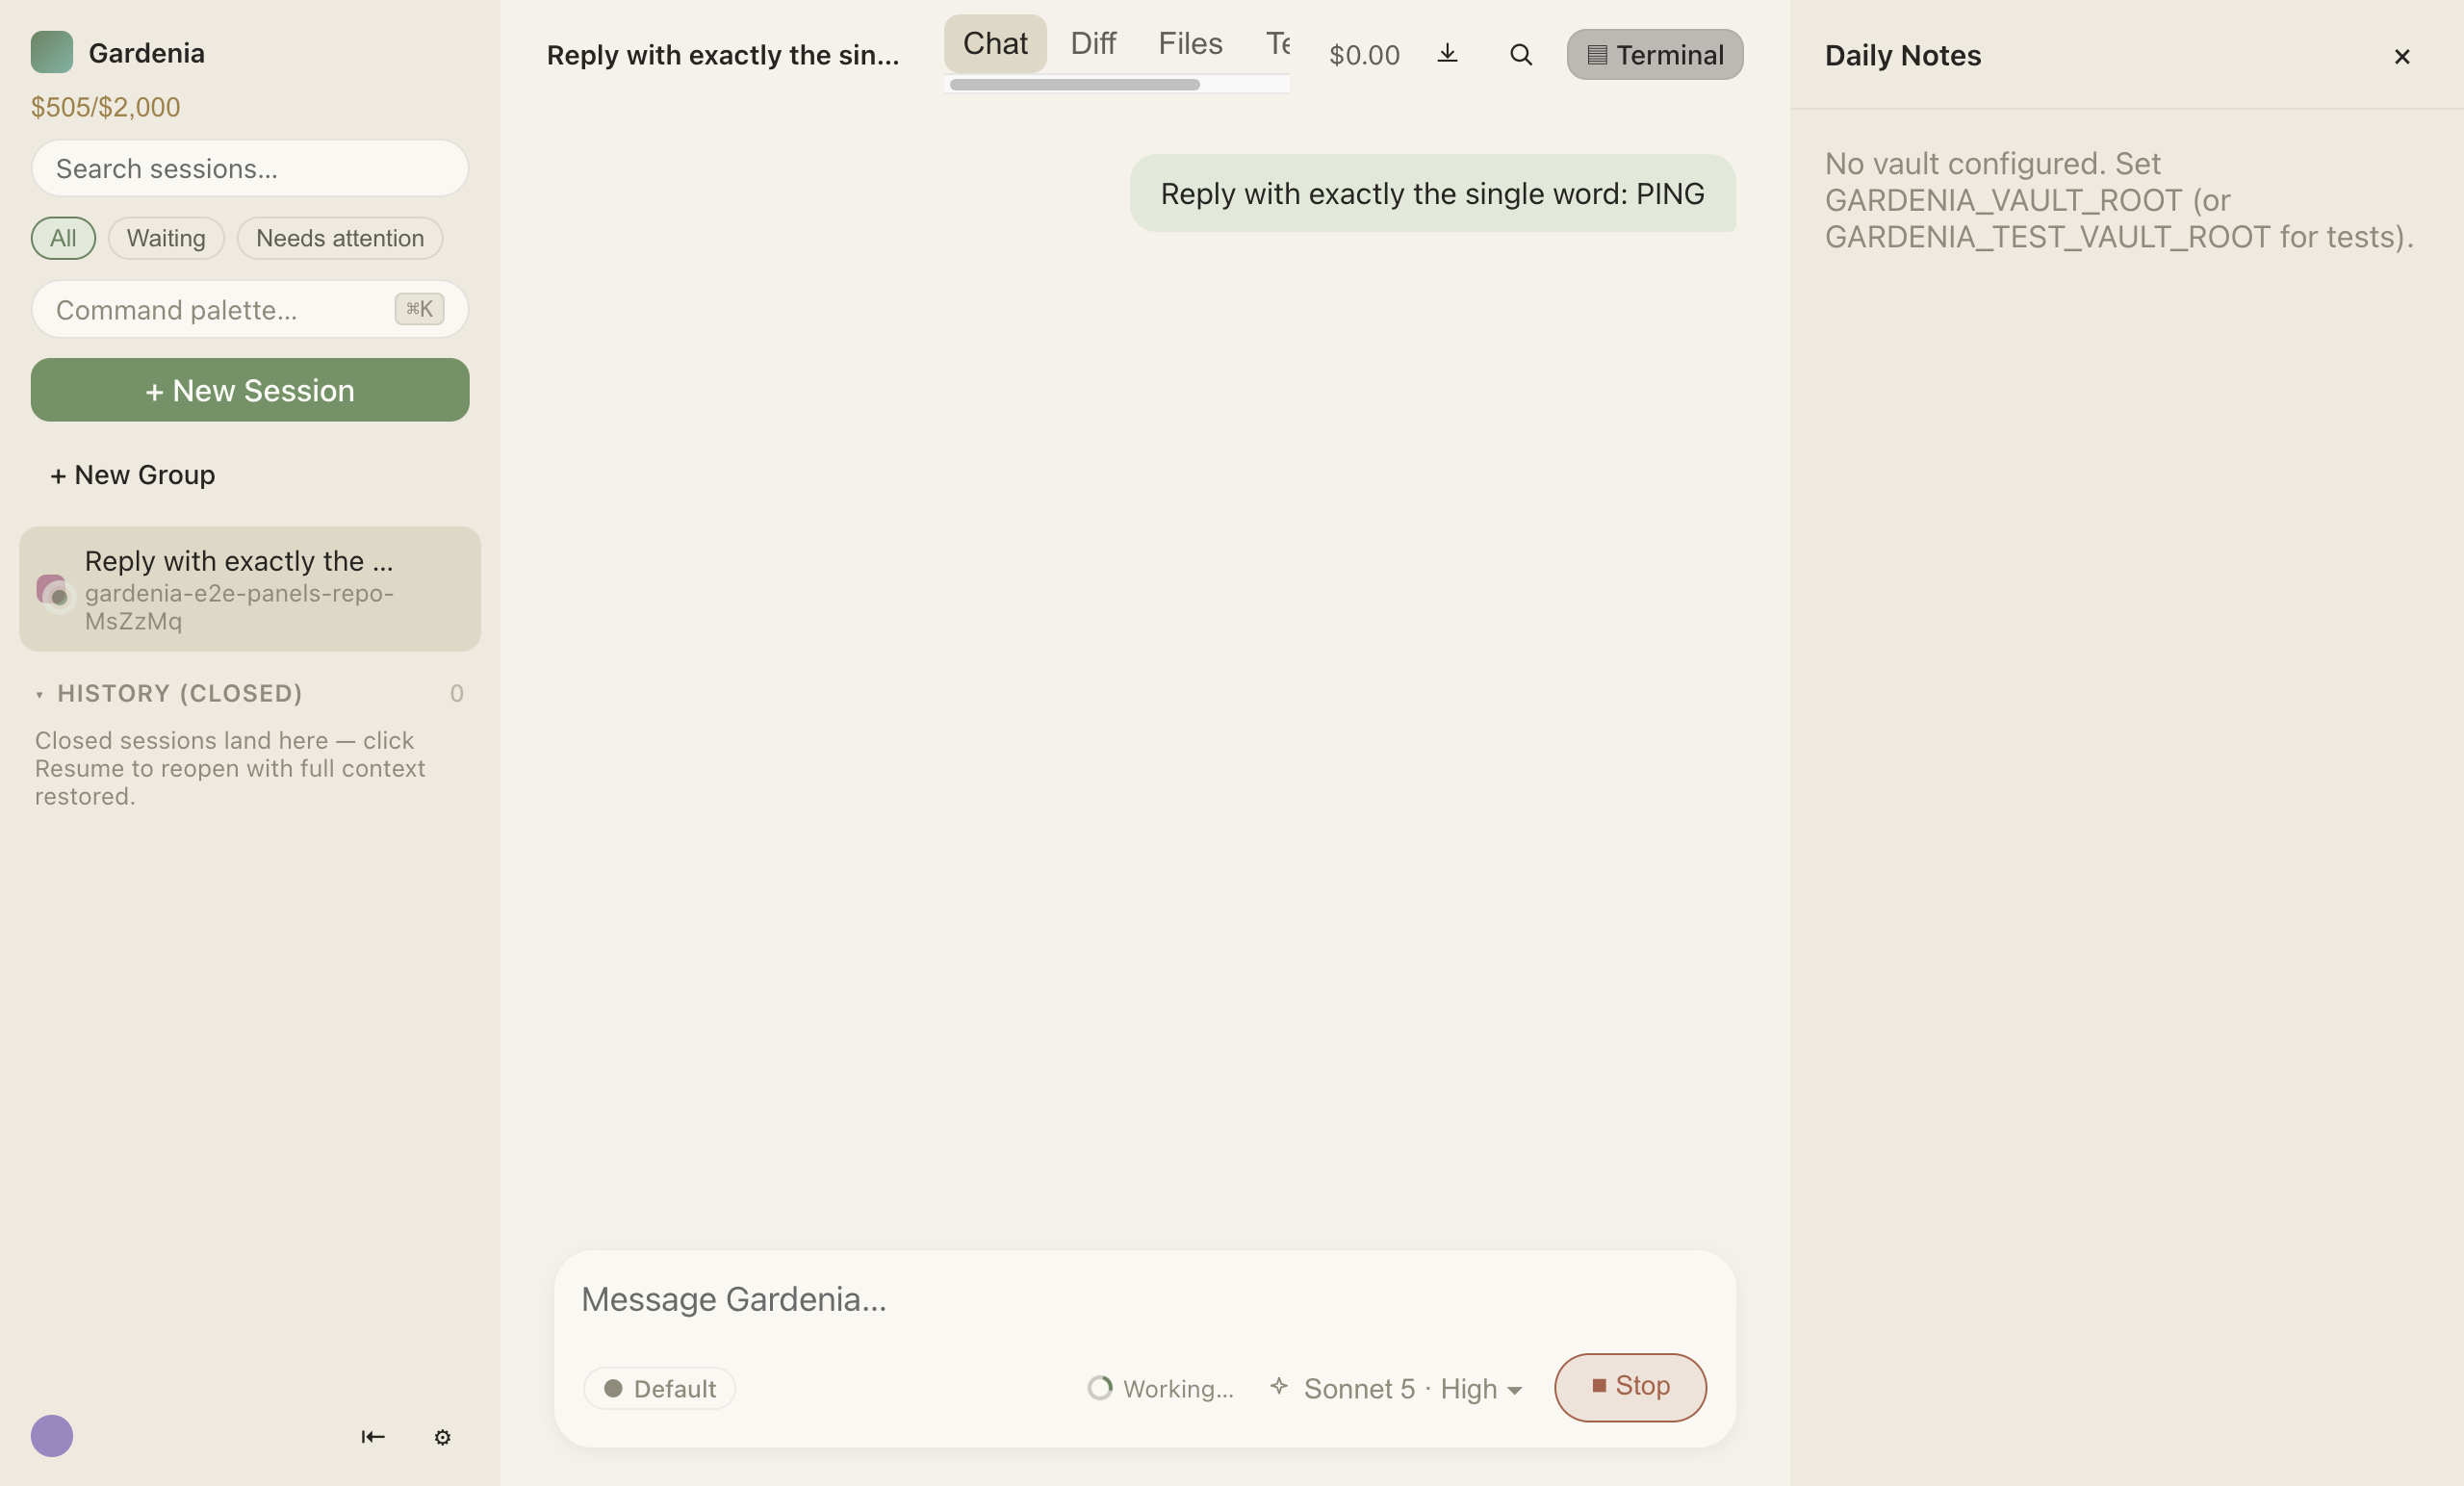 Gardenia
$505/$2,000
Search sessions...
All
Waiting
Needs attention
Command palette...
⌘K
+ New Session
+ New Group
Reply with exactly the ...
gardenia-e2e-panels-repo-
MsZzMq
▾ HISTORY (CLOSED) 0
Closed sessions land here — click
Resume to reopen with full context
restored.
Reply with exactly the sin...
Chat
Diff
Files
Te
$0.00
Terminal
Reply with exactly the single word: PING
Message Gardenia...
Default
Working...
Sonnet 5 · High
Stop
Daily Notes
×
No vault configured. Set
GARDENIA_VAULT_ROOT (or
GARDENIA_TEST_VAULT_ROOT for tests).